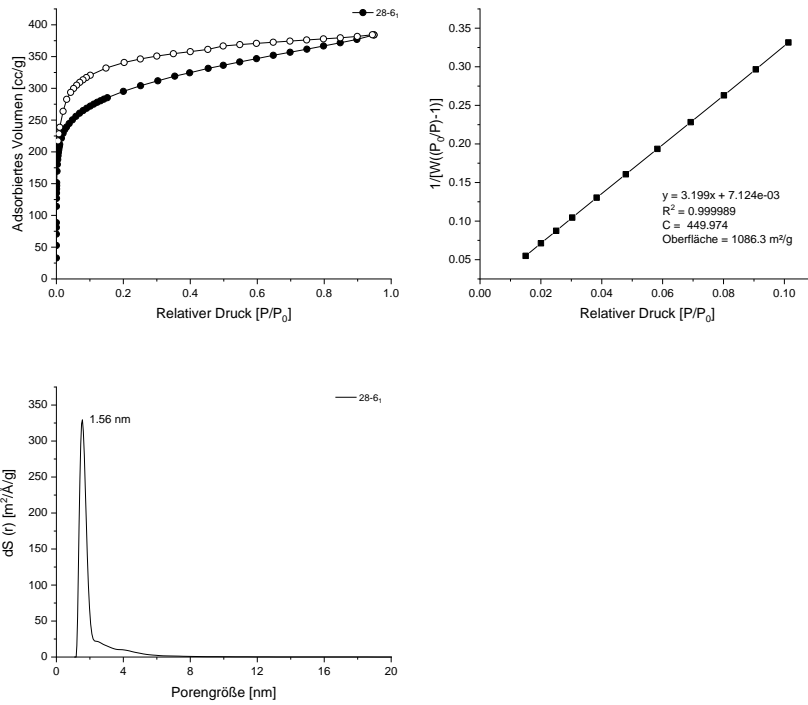 28-6₁
400
350
300
250
200
150
100
50
0
Adsorbiertes Volumen [cc/g]
0.0 0.2 0.4 0.6 0.8 1.0
Relativer Druck [P/P₀]
0.35
0.30
0.25
0.20
0.15
0.10
0.05
1/[W((P₀/P)-1)]
y = 3.199x + 7.124e-03
R² = 0.999989
C = 449.974
Oberfläche = 1086.3 m²/g
0.00 0.02 0.04 0.06 0.08 0.10
Relativer Druck [P/P₀]
28-6₁
1.56 nm
350
300
250
200
150
100
50
0
dS (r) [m²/Å/g]
0 4 8 12 16 20
Porengröße [nm]